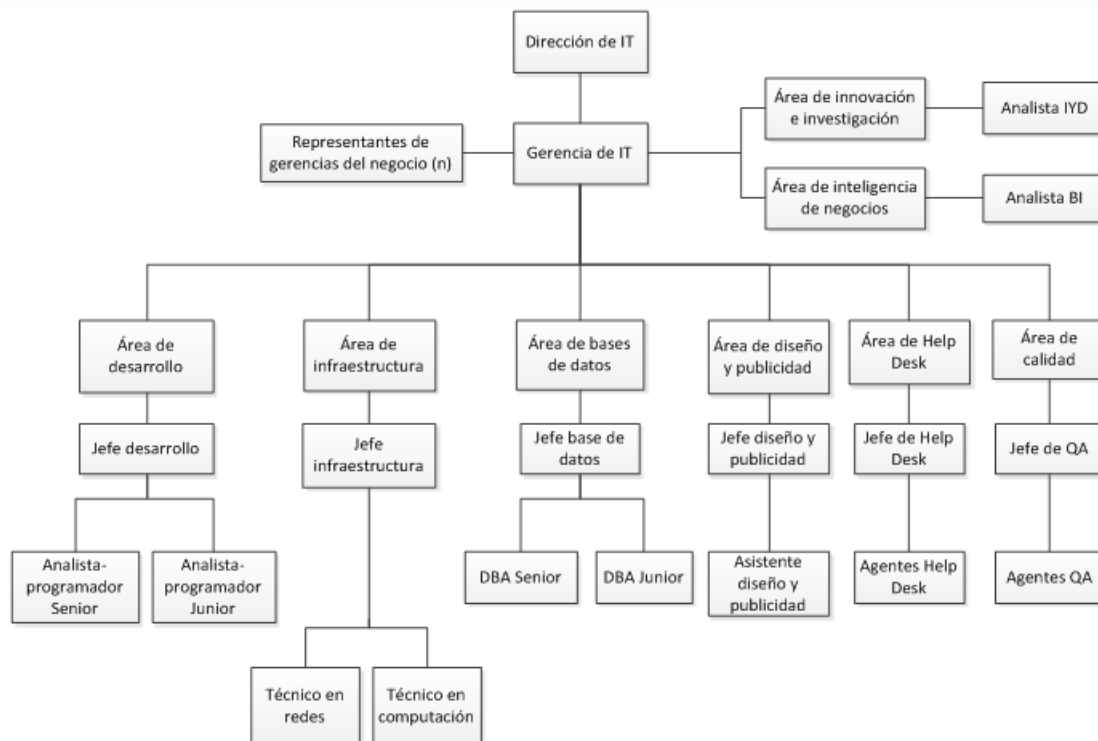 Dirección de IT
Área de innovación
e investigación
Analista IYD
Representantes de
gerencias del negocio (n)
Gerencia de IT
Área de inteligencia
de negocios
Analista BI
Área de
desarrollo
Área de
infraestructura
Área de bases
de datos
Área de diseño
y publicidad
Área de Help
Desk
Área de
calidad
Jefe desarrollo
Jefe
infraestructura
Jefe base de
datos
Jefe diseño y
publicidad
Jefe de Help
Desk
Jefe de QA
Analista-
programador
Senior
Analista-
programador
Junior
DBA Senior
DBA Junior
Asistente
diseño y
publicidad
Agentes Help
Desk
Agentes QA
Técnico en
redes
Técnico en
computación